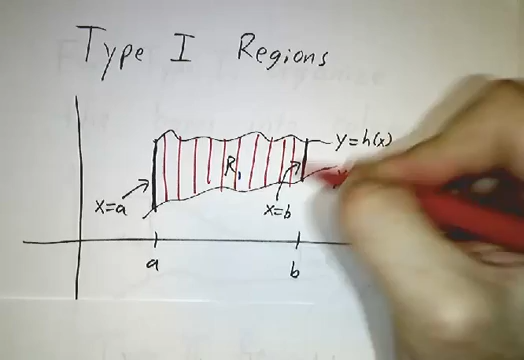 Type I Regions
y=h(x)
R₁
x=a
x=b
a
b